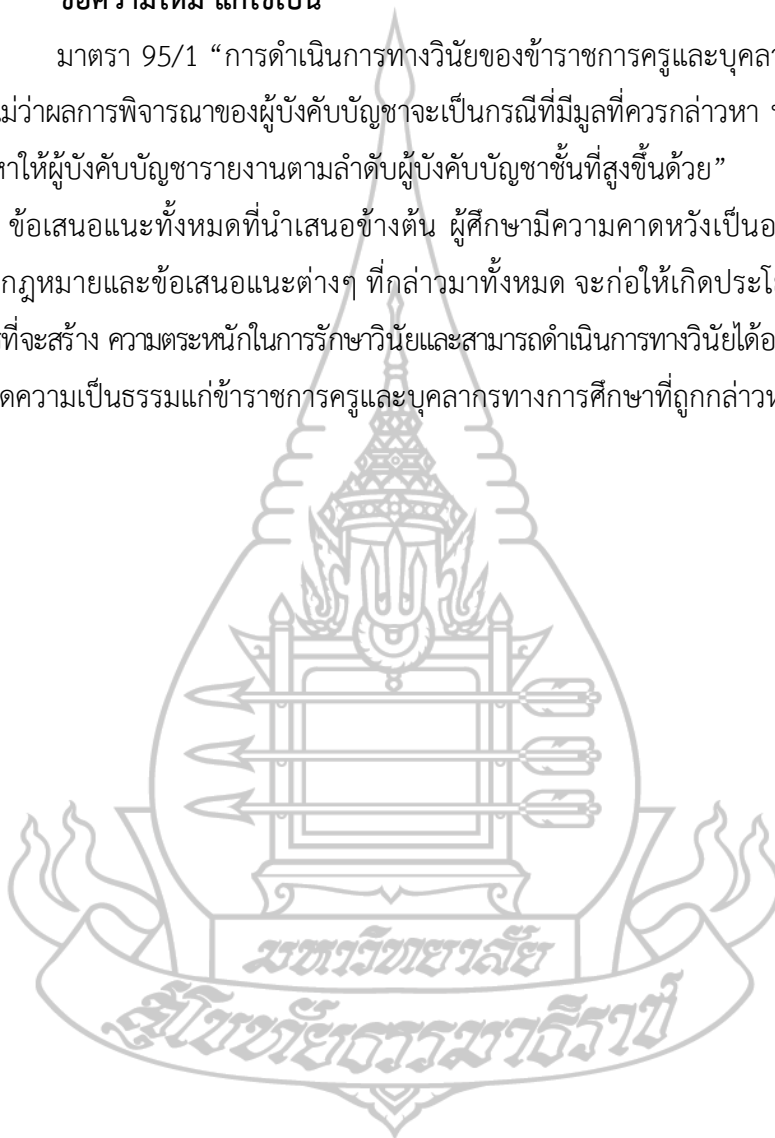 ข้อความใหม่ แก้ไขเป็น
มาตรา 95/1 “การดำเนินการทางวินัยของข้าราชการครูและบุคลา
ม่ว่าผลการพิจารณาของผู้บังคับบัญชาจะเป็นกรณีที่มีมูลที่ควรกล่าวหา
หาให้ผู้บังคับบัญชารายงานตามลำดับผู้บังคับบัญชาชั้นที่สูงขึ้นด้วย”
ข้อเสนอแนะทั้งหมดที่นำเสนอข้างต้น ผู้ศึกษามีความคาดหวังเป็นอ
กฎหมายและข้อเสนอแนะต่างๆ ที่กล่าวมาทั้งหมด จะก่อให้เกิดประโย
ที่จะสร้าง ความตระหนักในการรักษาวินัยและสามารถดำเนินการทางวินัยได้อ
ดความเป็นธรรมแก่ข้าราชการครูและบุคลากรทางการศึกษาที่ถูกกล่าวห
มหาวิทยาลัย
สุโขทัยธรรมาธิราช